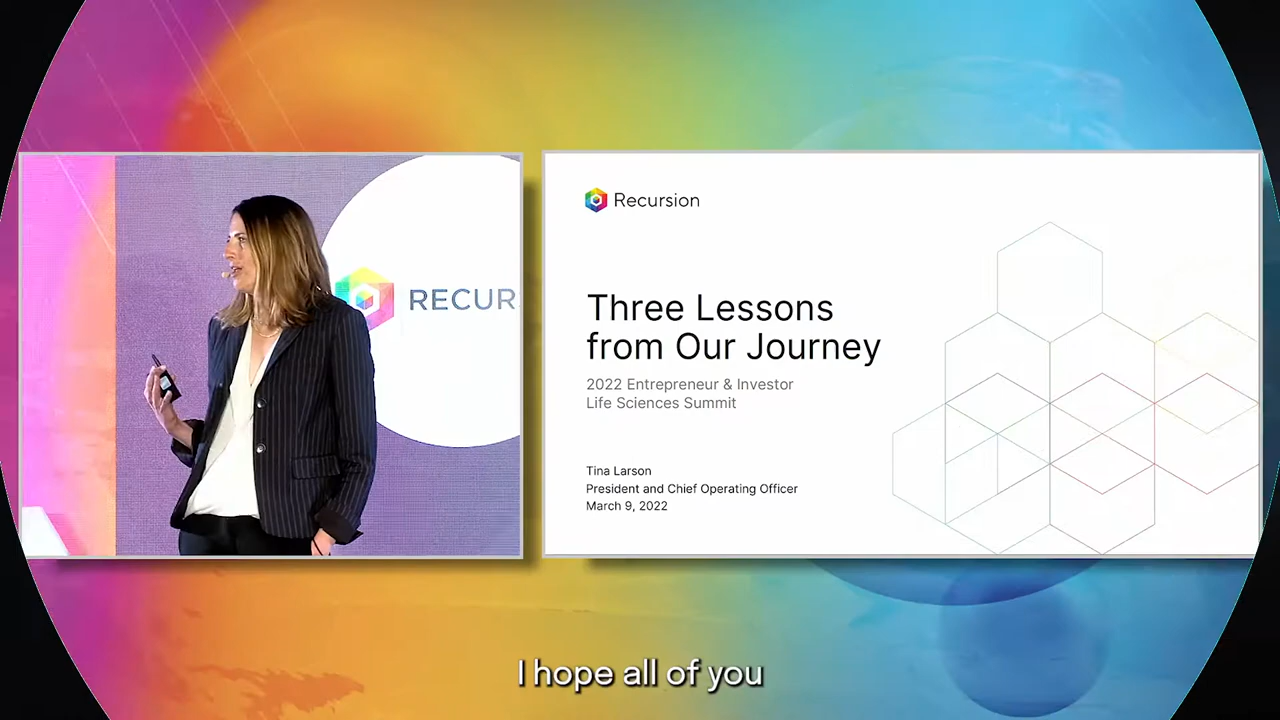 RECUR
Recursion
Three Lessons
from Our Journey
2022 Entrepreneur & Investor
Life Sciences Summit
Tina Larson
President and Chief Operating Officer
March 9, 2022
I hope all of you